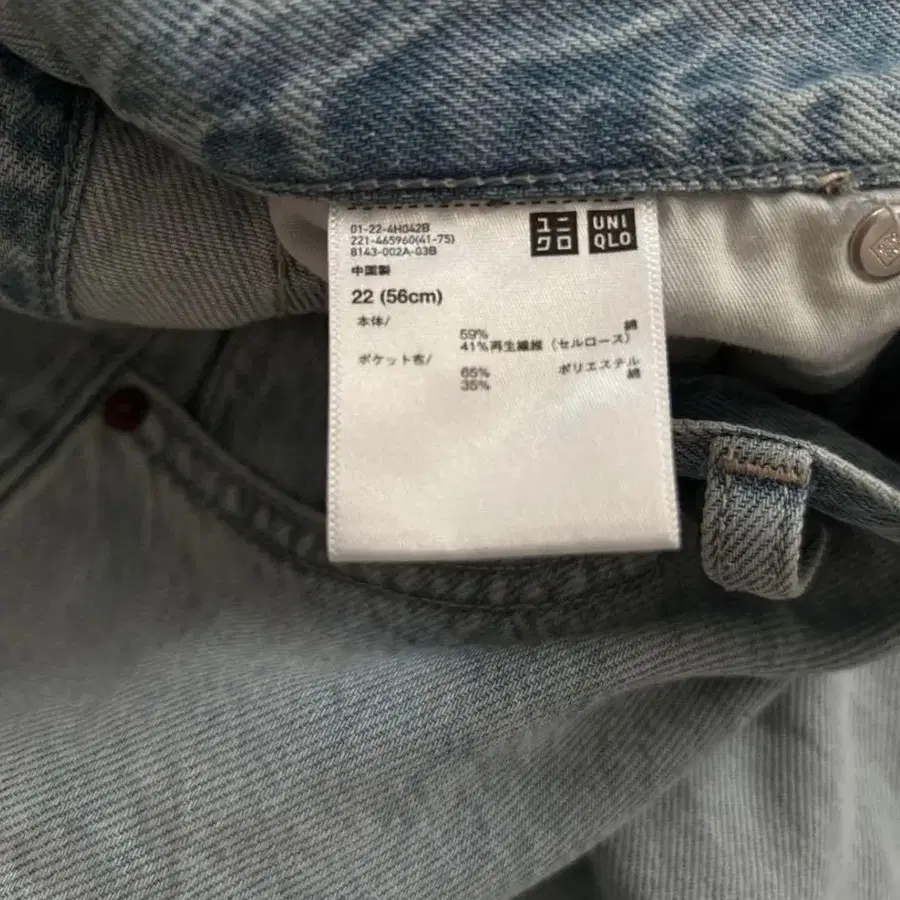 01-22-4H042B
221-465960(41-75)
8143-002A-03B
ユニ
クロ
UNI
QLO
中国製
22 (56cm)
本体/
59% 綿
41%再生繊維（セルロース）
ポケット布/
65% ポリエステル
35% 綿